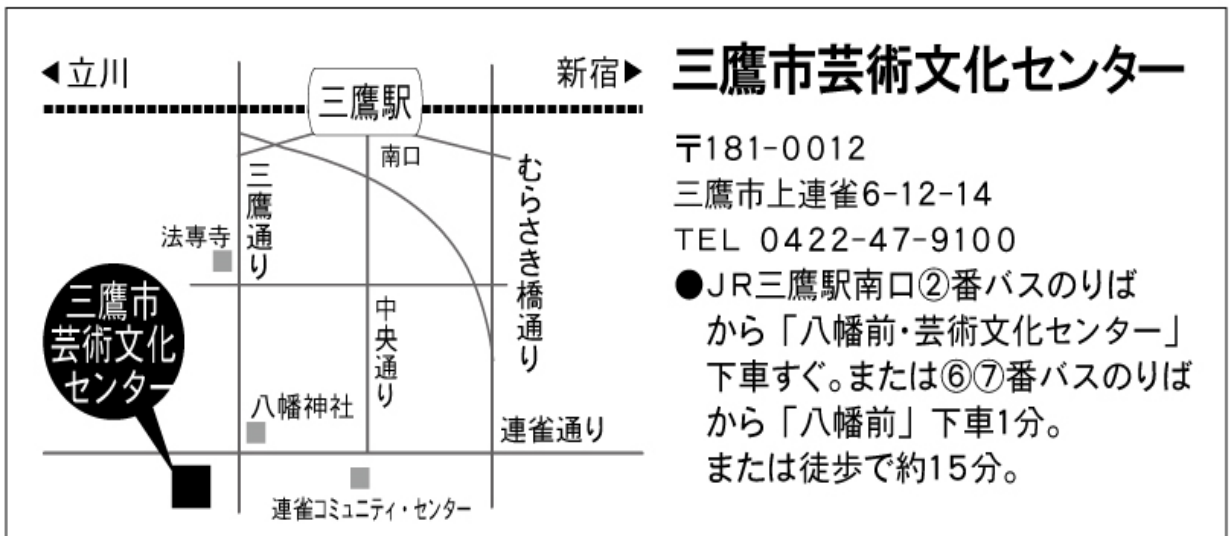 ◀立川
新宿▶
三鷹駅
南口
三鷹通り
むらさき橋通り
法専寺
三鷹市
芸術文化
センター
中央通り
八幡神社
連雀通り
連雀コミュニティ・センター
三鷹市芸術文化センター
〒181-0012
三鷹市上連雀6-12-14
TEL 0422-47-9100
●JR三鷹駅南口②番バスのりば
から「八幡前・芸術文化センター」
下車すぐ。または⑥⑦番バスのりば
から「八幡前」下車1分。
または徒歩で約15分。